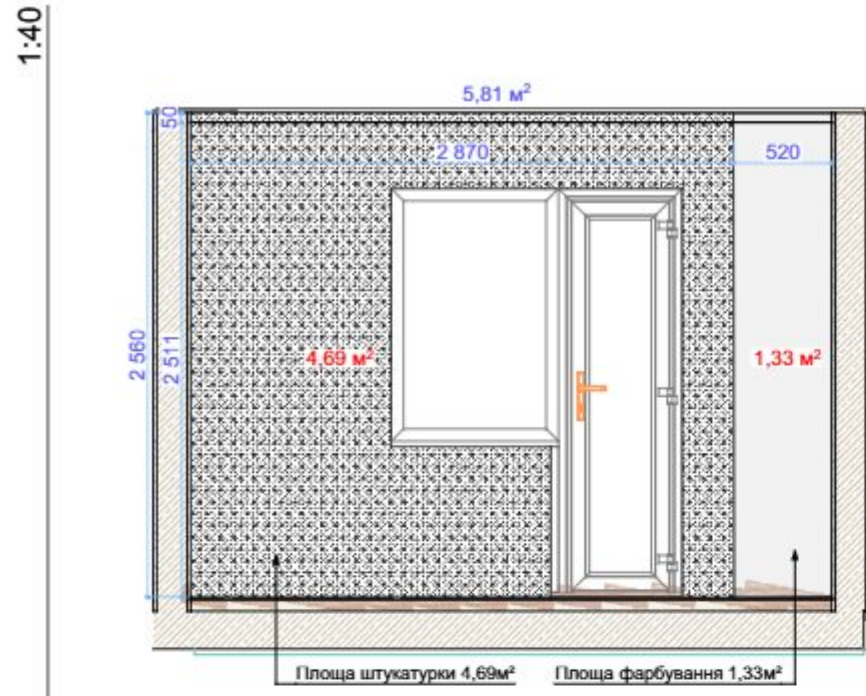 1:40
5,81 м²
50
2 870
520
2 560
2 511
4,69 м²
1,33 м²
Площа штукатурки 4,69м²
Площа фарбування 1,33м²